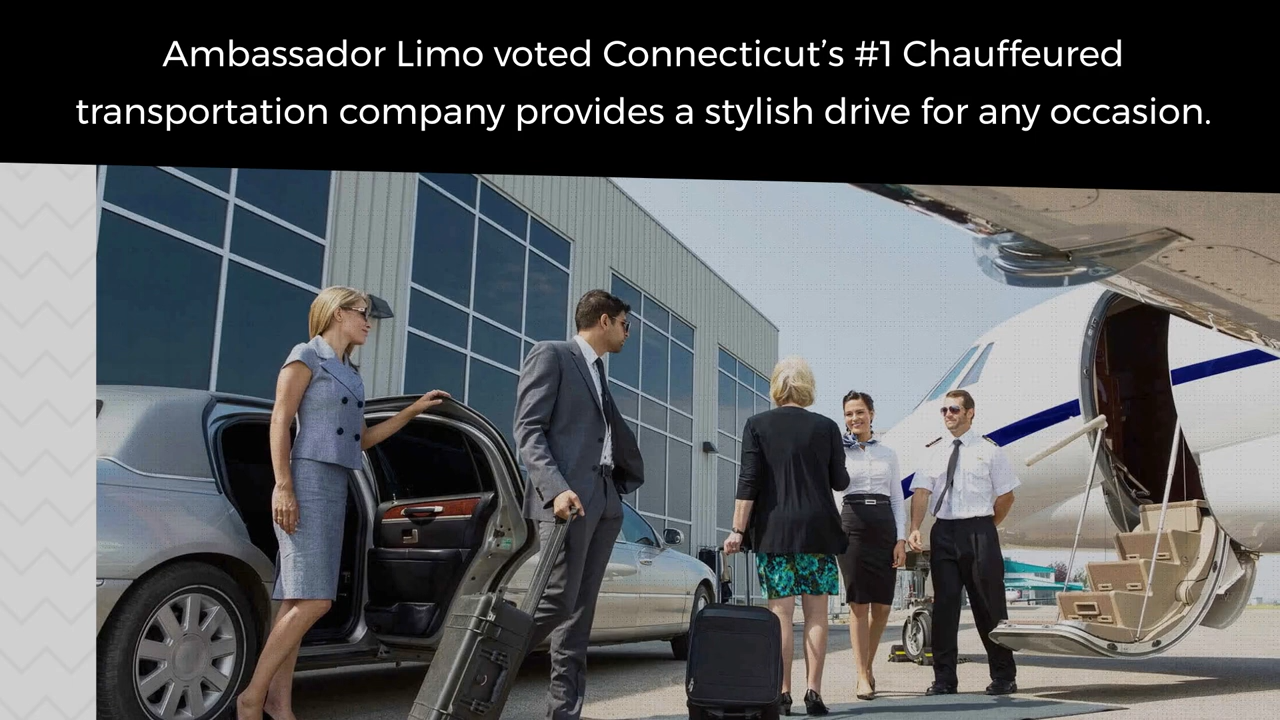 Ambassador Limo voted Connecticut’s #1 Chauffeured
transportation company provides a stylish drive for any occasion.